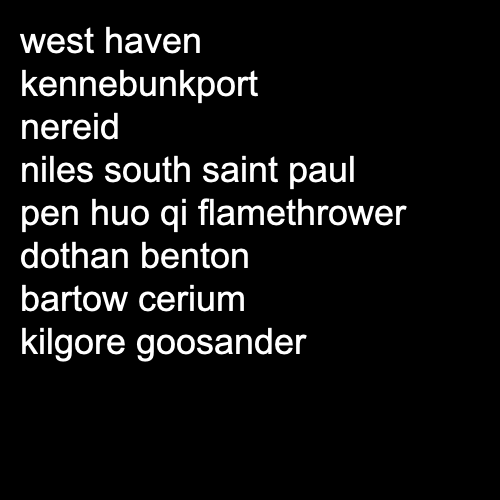 west haven
kennebunkport
nereid
niles south saint paul
pen huo qi flamethrower
dothan benton
bartow cerium
kilgore goosander